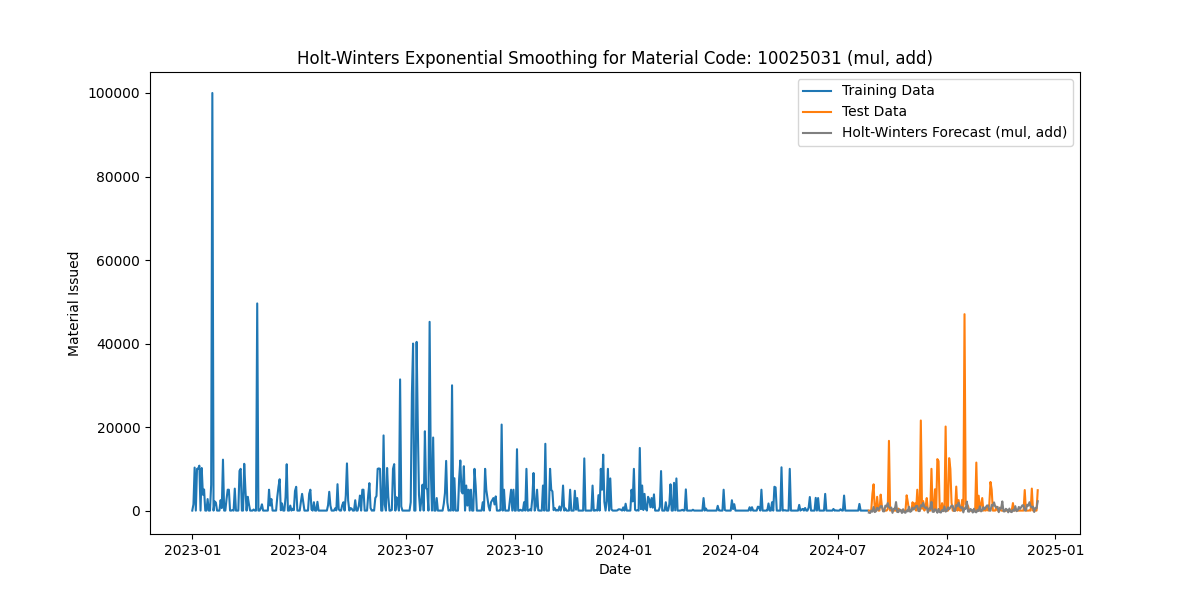 Holt-Winters Exponential Smoothing for Material Code: 10025031 (mul, add)
Training Data
Test Data
Holt-Winters Forecast (mul, add)
Material Issued
100000
80000
60000
40000
20000
0
2023-01 2023-04 2023-07 2023-10 2024-01 2024-04 2024-07 2024-10 2025-01
Date